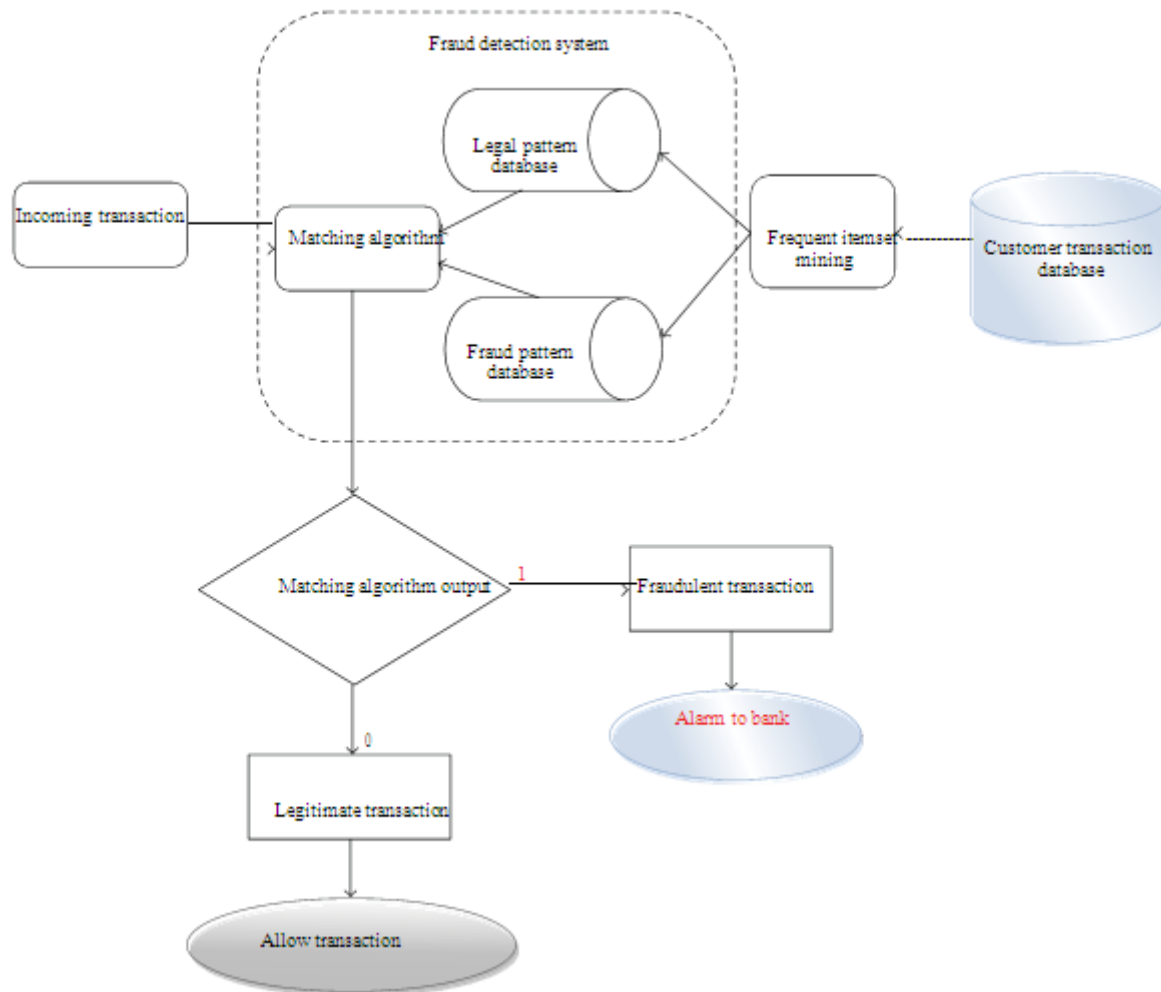 Fraud detection system
Legal pattern
database
Incoming transaction
Matching algorithm
Frequent itemset
mining
Customer transaction
database
Fraud pattern
database
Matching algorithm output
1
Fraudulent transaction
Alarm to bank
0
Legitimate transaction
Allow transaction